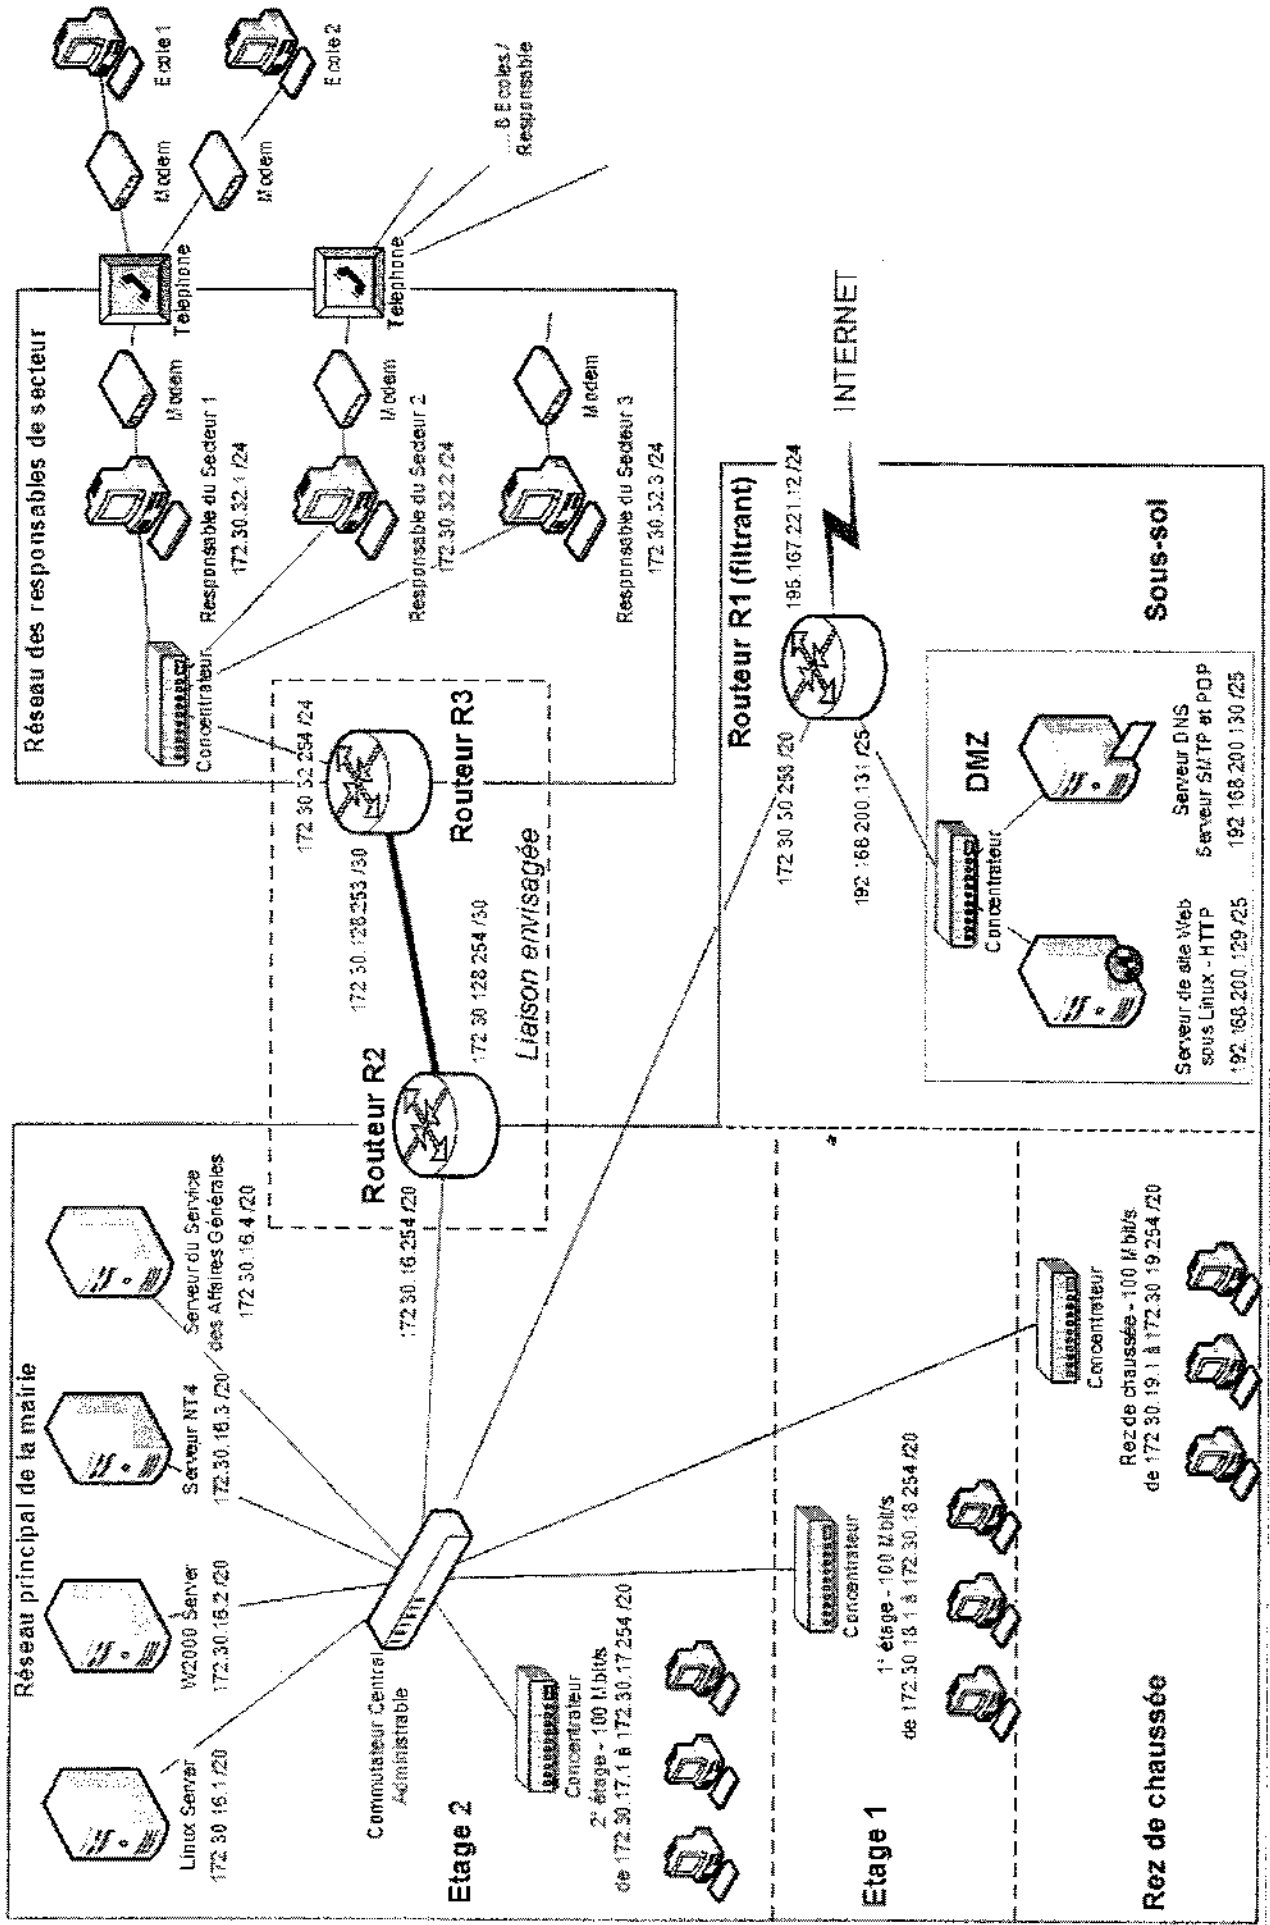 Réseau principal de la mairie
Linux Server
172.30.16.1 /20
W2000 Server
172.30.16.2 /20
Serveur NT4
172.30.16.3 /20
Serveur du Service
des Affaires Générales
172.30.16.4 /20
Commutateur Central
Administrable
172.30.16.254 /20
Etage 2
Concentrateur
2° étage - 100 Mbit/s
de 172.30.17.1 à 172.30.17.254 /20
Etage 1
Concentrateur
1° étage - 100 Mbit/s
de 172.30.18.1 à 172.30.18.254 /20
Rez de chaussée
Concentrateur
Rez de chaussée - 100 Mbit/s
de 172.30.19.1 à 172.30.19.254 /20
Routeur R2
172.30.128.254 /30
Liaison envisagée
172.30.128.253 /30
Routeur R3
172.30.32.254 /24
Réseau des responsables de secteur
Concentrateur
Responsable du Secteur 1
172.30.32.1 /24
Modem
Telephone
Modem
Ecole 1
Modem
Ecole 2
Responsable du Secteur 2
172.30.32.2 /24
Modem
Telephone
Ecoles /
Responsable
Responsable du Secteur 3
172.30.32.3 /24
Modem
Routeur R1 (filtrant)
195.167.221.12 /24
INTERNET
192.168.200.131 /25
DMZ
Concentrateur
Serveur de site Web
sous Linux - HTTP
192.168.200.129 /25
Serveur DNS
Serveur SMTP et POP
192.168.200.130 /25
Sous-sol